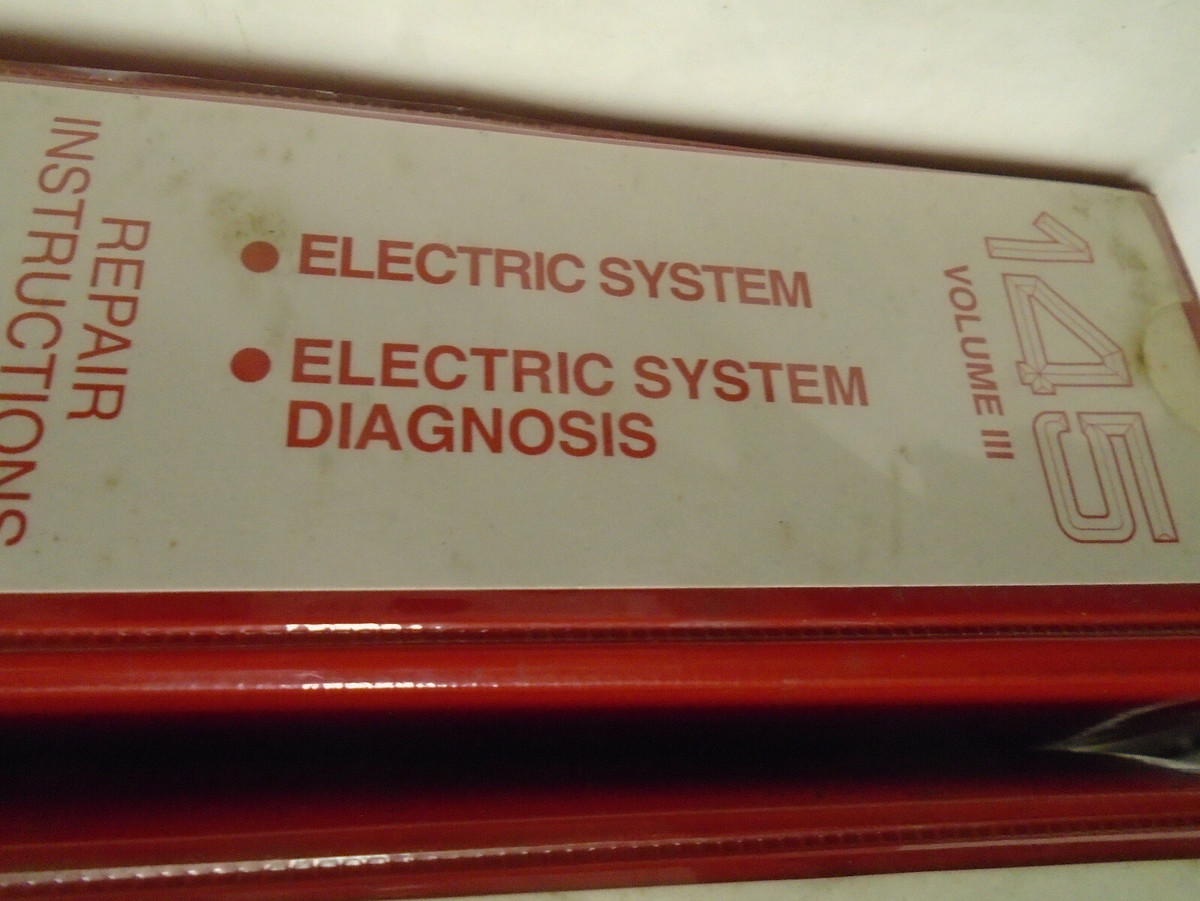 145
VOLUME III
● ELECTRIC SYSTEM
● ELECTRIC SYSTEM
DIAGNOSIS
REPAIR
INSTRUCTIONS